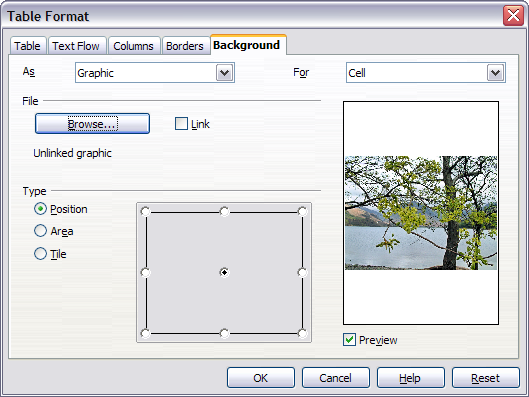 Table Format
Table Text Flow Columns Borders Background
As Graphic For Cell
File
Browse... Link
Unlinked graphic
Type
Position
Area
Tile
Preview
OK Cancel Help Reset